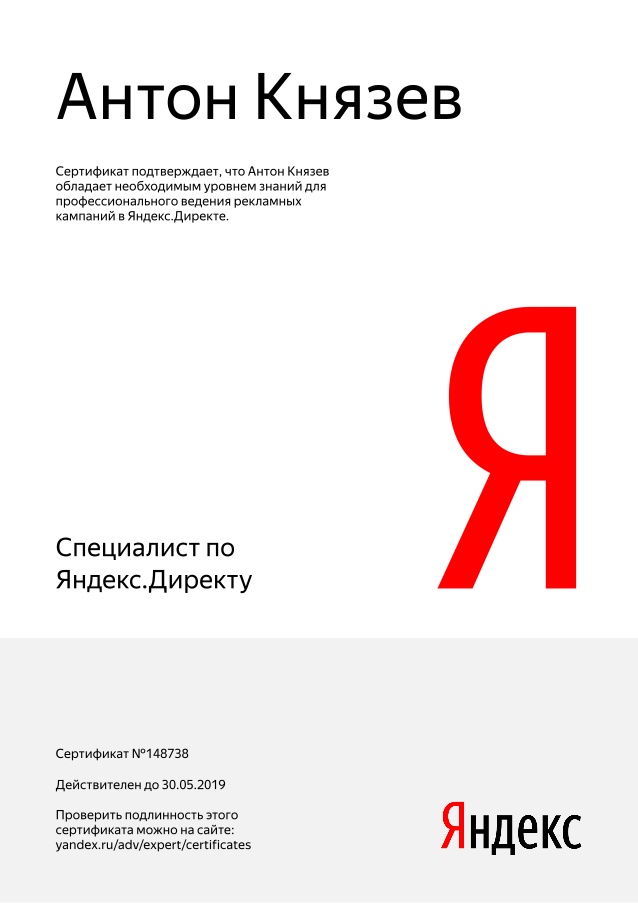 Антон Князев
Сертификат подтверждает, что Антон Князев
обладает необходимым уровнем знаний для
профессионального ведения рекламных
кампаний в Яндекс.Директе.
Я
Специалист по
Яндекс.Директу
Сертификат №148738
Действителен до 30.05.2019
Проверить подлинность этого
сертификата можно на сайте:
yandex.ru/adv/expert/certificates
Яндекс